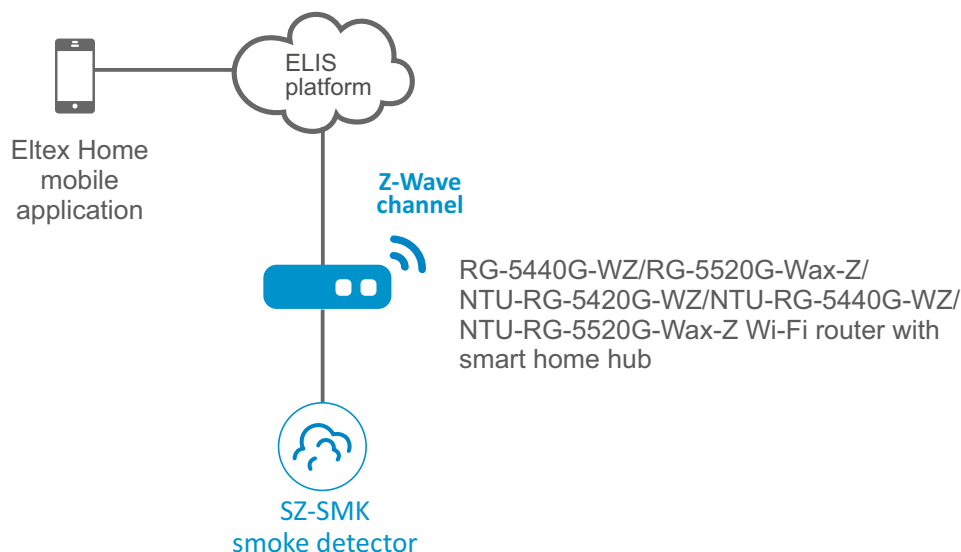 ELIS
platform
Eltex Home
mobile
application
Z-Wave
channel
RG-5440G-WZ/RG-5520G-Wax-Z/
NTU-RG-5420G-WZ/NTU-RG-5440G-WZ/
NTU-RG-5520G-Wax-Z Wi-Fi router with
smart home hub
SZ-SMK
smoke detector